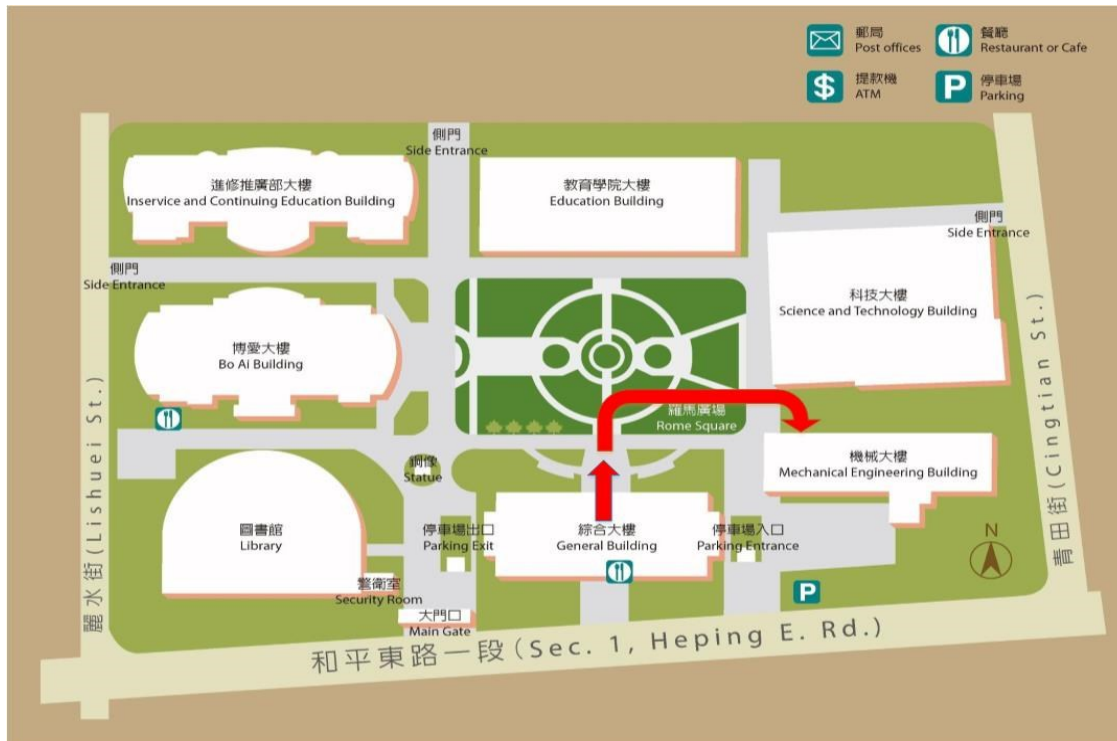 郵局
Post offices
餐廳
Restaurant or Cafe
提款機
ATM
停車場
Parking
側門
Side Entrance
進修推廣部大樓
Inservice and Continuing Education Building
教育學院大樓
Education Building
側門
Side Entrance
側門
Side Entrance
科技大樓
Science and Technology Building
博愛大樓
Bo Ai Building
羅馬廣場
Rome Square
機械大樓
Mechanical Engineering Building
銅像
Statue
圖書館
Library
停車場出口
Parking Exit
綜合大樓
General Building
停車場入口
Parking Entrance
N
警衛室
Security Room
P
大門口
Main Gate
麗水街(Lishuei St.)
青田街(Cingtian St.)
和平東路一段(Sec. 1, Heping E. Rd.)